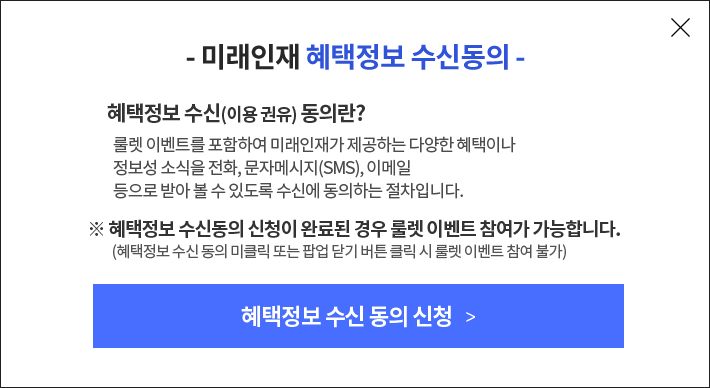 - 미래인재 혜택정보 수신동의 -
혜택정보 수신(이용 권유) 동의란?
룰렛 이벤트를 포함하여 미래인재가 제공하는 다양한 혜택이나
정보성 소식을 전화, 문자메시지(SMS), 이메일
등으로 받아 볼 수 있도록 수신에 동의하는 절차입니다.
※ 혜택정보 수신동의 신청이 완료된 경우 룰렛 이벤트 참여가 가능합니다.
(혜택정보 수신 동의 미클릭 또는 팝업 닫기 버튼 클릭 시 룰렛 이벤트 참여 불가)
혜택정보 수신 동의 신청 >